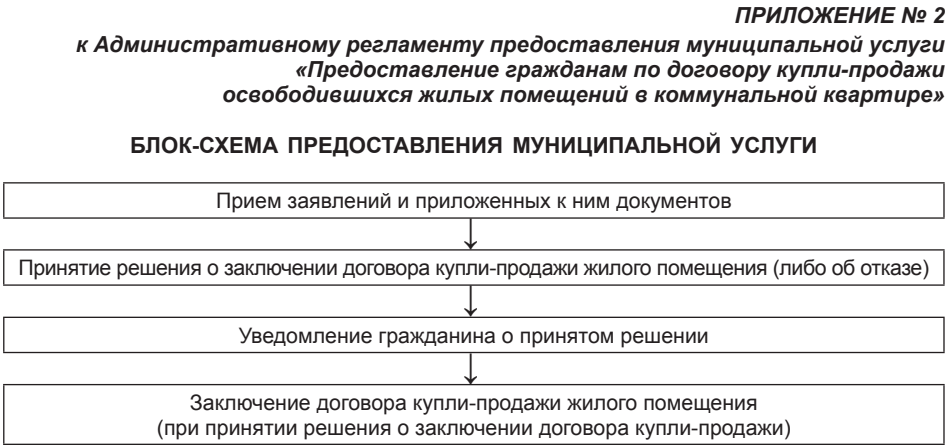 ПРИЛОЖЕНИЕ № 2
к Административному регламенту предоставления муниципальной услуги
«Предоставление гражданам по договору купли-продажи
освободившихся жилых помещений в коммунальной квартире»
БЛОК-СХЕМА ПРЕДОСТАВЛЕНИЯ МУНИЦИПАЛЬНОЙ УСЛУГИ
Прием заявлений и приложенных к ним документов
Принятие решения о заключении договора купли-продажи жилого помещения (либо об отказе)
Уведомление гражданина о принятом решении
Заключение договора купли-продажи жилого помещения
(при принятии решения о заключении договора купли-продажи)